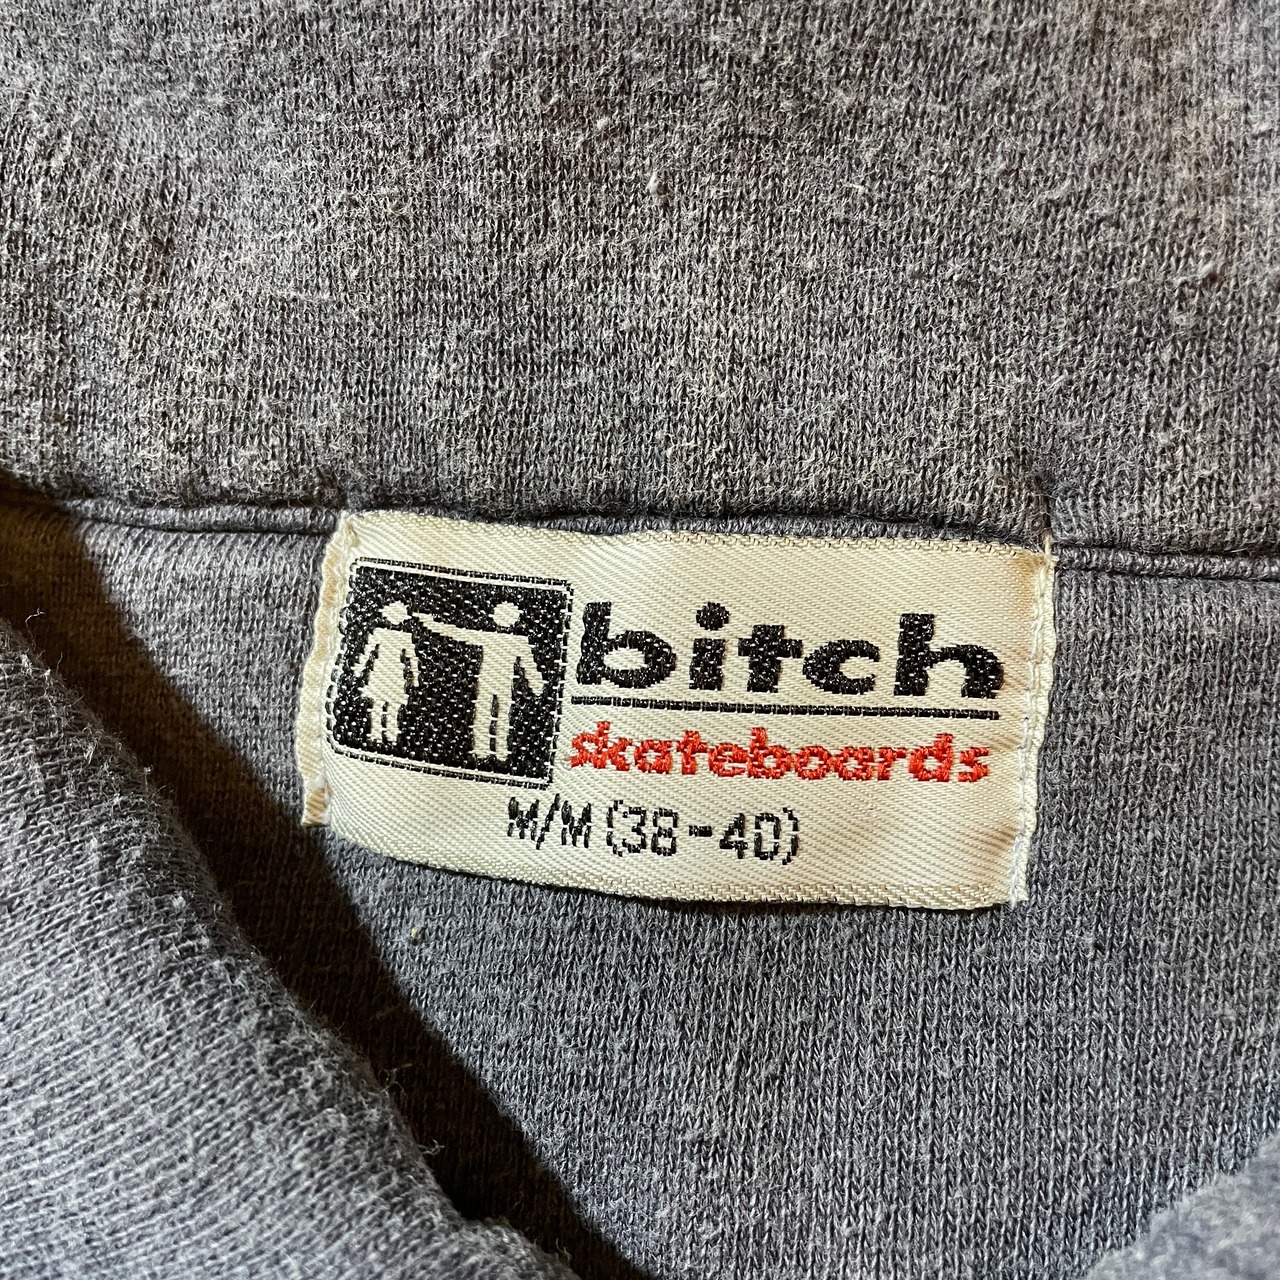 bitch
skateboards
M/M (38-40)